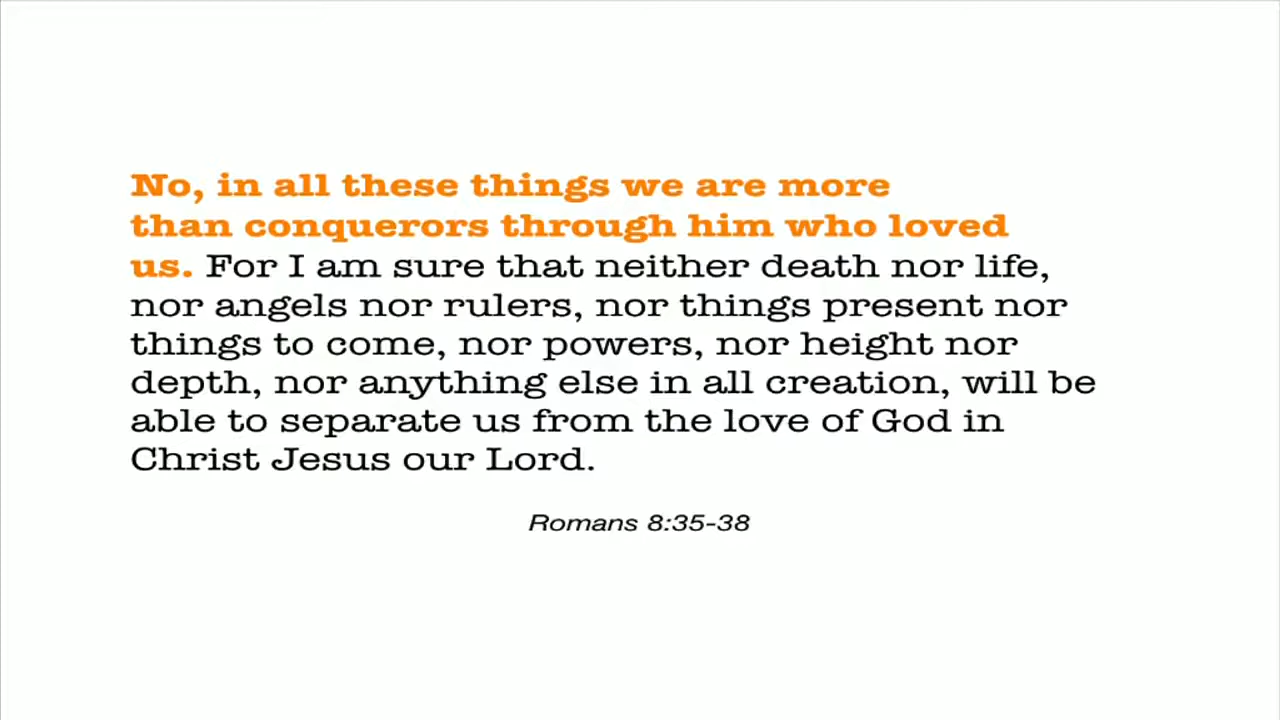 No, in all these things we are more
than conquerors through him who loved
us. For I am sure that neither death nor life,
nor angels nor rulers, nor things present nor
things to come, nor powers, nor height nor
depth, nor anything else in all creation, will be
able to separate us from the love of God in
Christ Jesus our Lord.
Romans 8:35-38